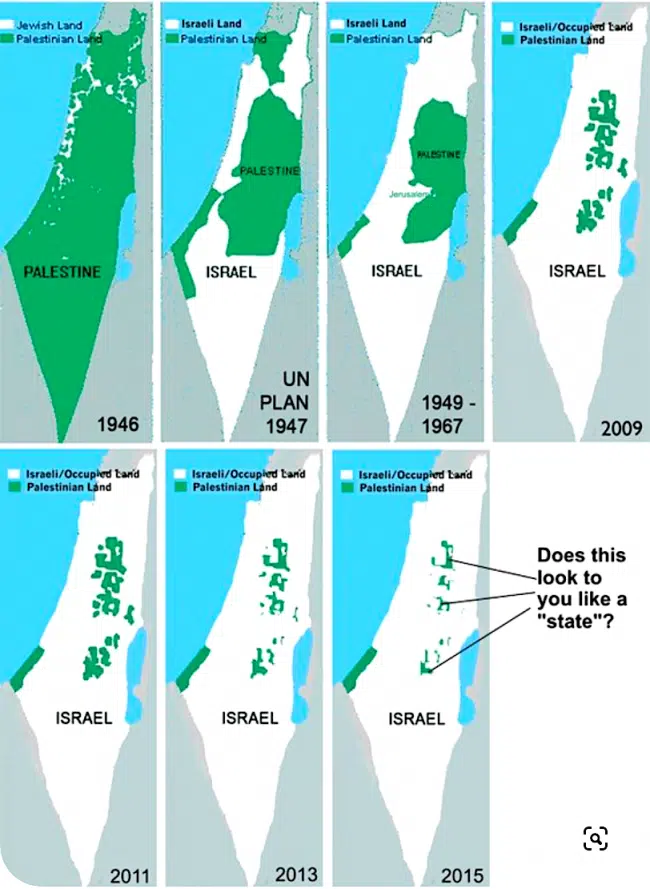 Jewish Land
Palestinian Land
PALESTINE
1946
Israeli Land
Palestinian Land
PALESTINE
ISRAEL
UN
PLAN
1947
Israeli Land
Palestinian Land
PALESTINE
Jerusalem
ISRAEL
1949 -
1967
Israeli/Occupied Land
Palestinian Land
ISRAEL
2009
Israeli/Occupied Land
Palestinian Land
ISRAEL
2011
Israeli/Occupied Land
Palestinian Land
ISRAEL
2013
Israeli/Occupied Land
Palestinian Land
ISRAEL
2015
Does this
look to
you like a
"state"?